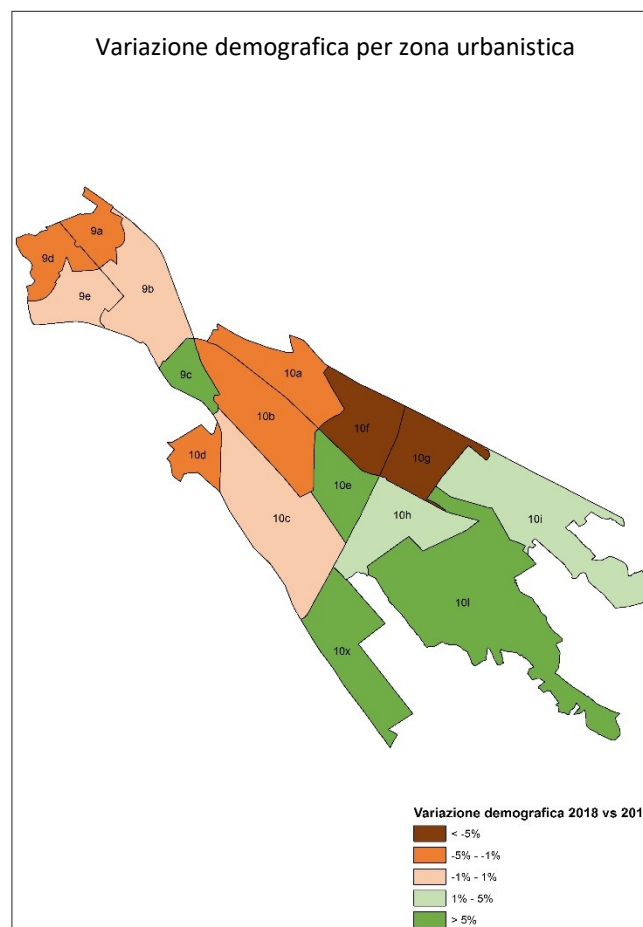 Variazione demografica per zona urbanistica
9a
9d
9b
9e
9c
10a
10b
10f
10d
10g
10e
10c
10h
10i
10l
10x
Variazione demografica 2018 vs 201
< -5%
-5% - -1%
-1% - 1%
1% - 5%
> 5%